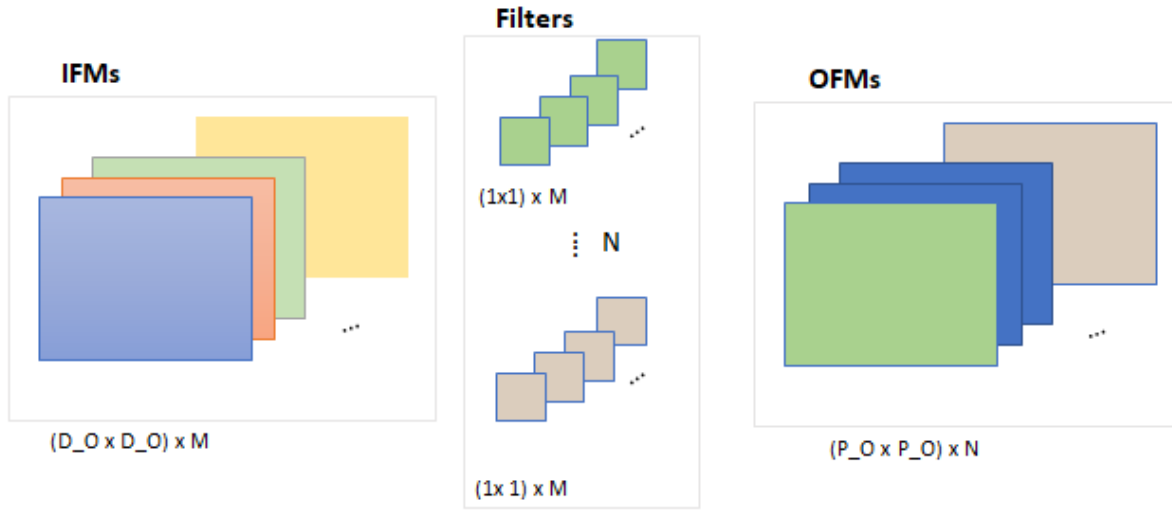 Filters
IFMs
OFMs
(1x1) x M
N
(D_O x D_O) x M
(P_O x P_O) x N
(1x 1) x M